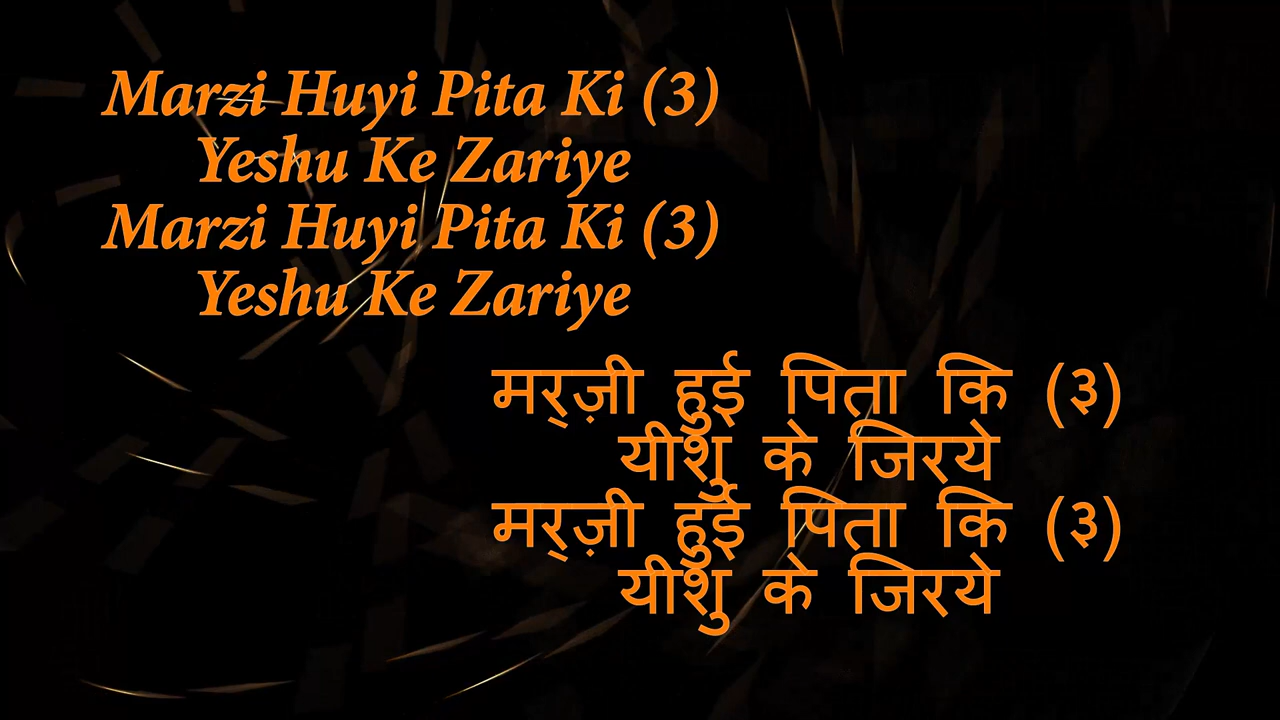 Marzi Huyi Pita Ki (3)
Yeshu Ke Zariye
Marzi Huyi Pita Ki (3)
Yeshu Ke Zariye
मर्‌ज़ी हुई पिता कि (३)
यीशु के जिरये
मर्‌ज़ी हुई पिता कि (३)
यीशु के जिरये